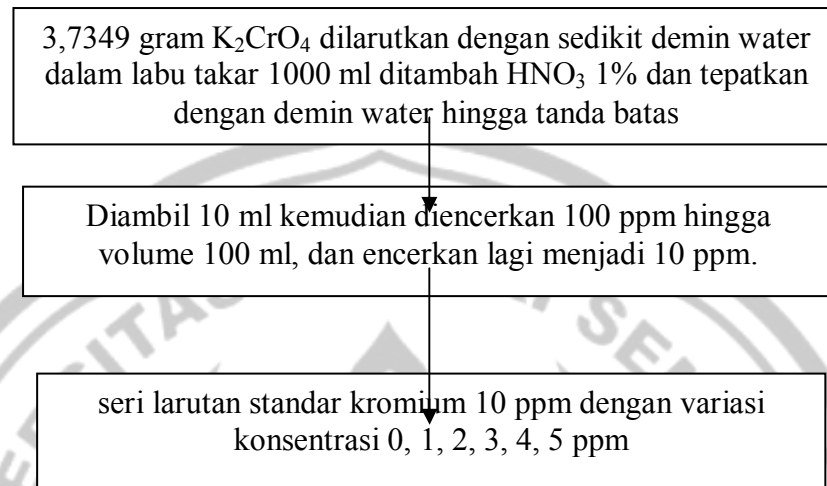 3,7349 gram K₂CrO₄ dilarutkan dengan sedikit demin water
dalam labu takar 1000 ml ditambah HNO₃ 1% dan tepatkan
dengan demin water hingga tanda batas
Diambil 10 ml kemudian diencerkan 100 ppm hingga
volume 100 ml, dan encerkan lagi menjadi 10 ppm.
seri larutan standar kromium 10 ppm dengan variasi
konsentrasi 0, 1, 2, 3, 4, 5 ppm